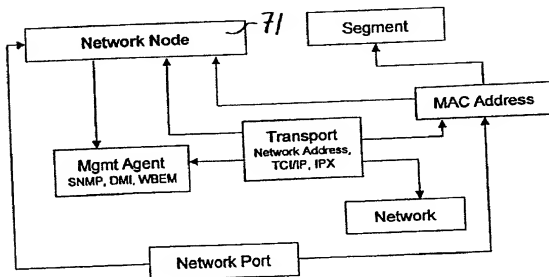 71
Network Node
Segment
MAC Address
Transport
Network Address,
TCI/IP, IPX
Mgmt Agent
SNMP, DMI, WBEM
Network
Network Port